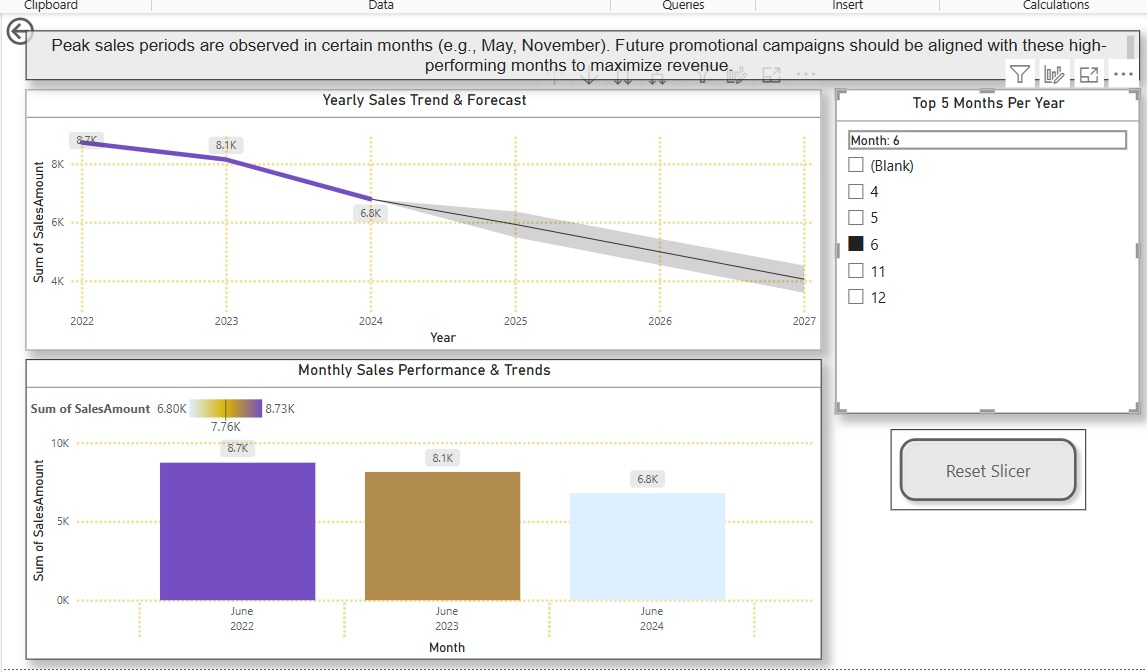 Clipboard
Data
Queries
Insert
Calculations
Peak sales periods are observed in certain months (e.g., May, November). Future promotional campaigns should be aligned with these high-
performing months to maximize revenue.
Yearly Sales Trend & Forecast
Sum of SalesAmount
8K
6K
4K
8.7K
8.1K
6.8K
2022 2023 2024 2025 2026 2027
Year
Top 5 Months Per Year
Month: 6
(Blank)
4
5
6
11
12
Reset Slicer
Monthly Sales Performance & Trends
Sum of SalesAmount 6.80K 8.73K
7.76K
Sum of SalesAmount
10K
5K
0K
8.7K
8.1K
6.8K
June June June
2022 2023 2024
Month